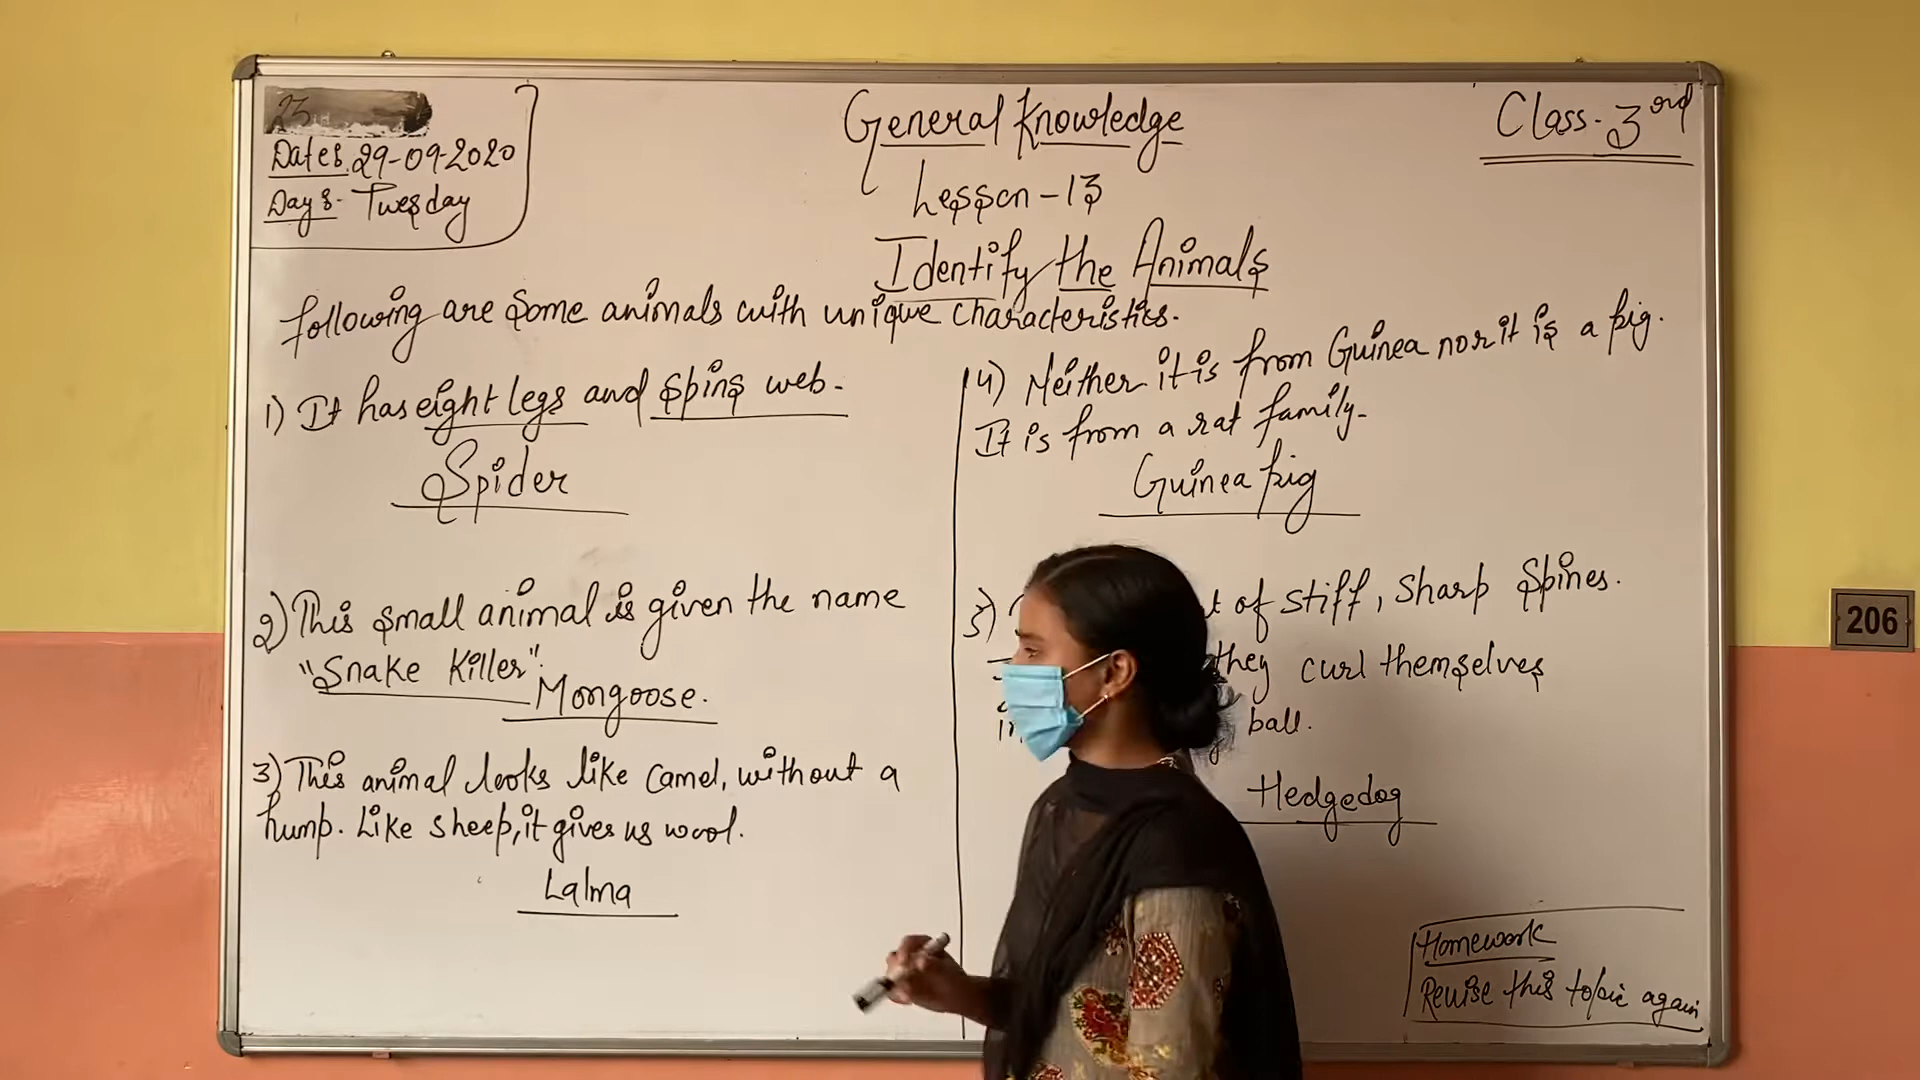 23
Date:- 29-09-2020
Day:- Tuesday
General Knowledge
Lesson-13
Identify the Animals
Class-3rd
following are some animals with unique characteristics.
1) It has eight legs and spins web.
Spider
2) This small animal is given the name
"Snake Killer".
Mongoose.
3) This animal looks like camel, without a
hump. Like sheep, it gives us wool.
Lalma
4) Neither it is from Guinea nor it is a pig.
It is from a rat family.
Guinea pig
5) of stiff, sharp spines.
they curl themselves
ball.
Hedgedog
Homework
Revise this topic again
206